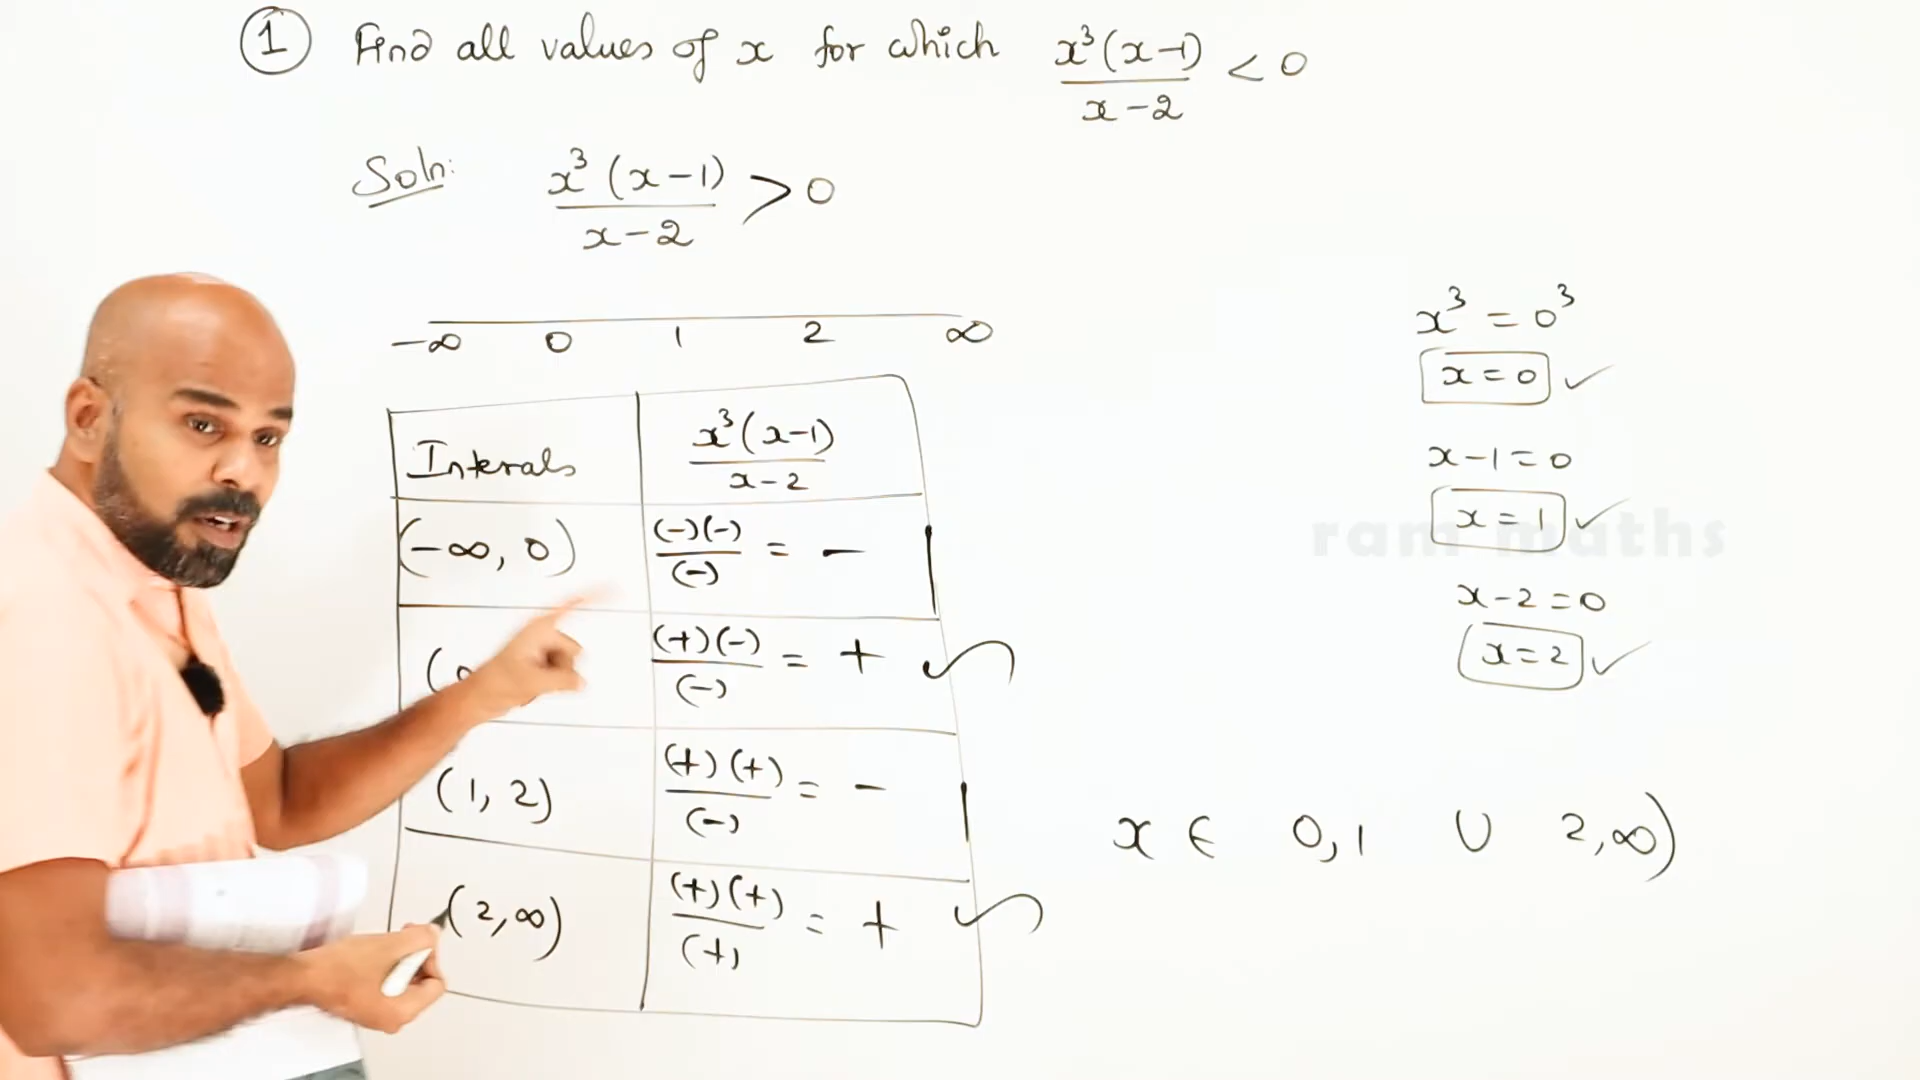 ① Find all values of x for which x³(x-1)/x-2 < 0
Soln: x³(x-1)/x-2 > 0
-∞ 0 1 2 ∞
Interals x³(x-1)/x-2
(-∞, 0) (-)(-)/(-) = -
(+)(-)/(-) = +
(1, 2) (+)(+)/(-) = -
(2, ∞) (+)(+)/(+) = +
x³ = 0³
x = 0 ✓
x-1 = 0
x = 1 ✓
ram maths
x-2 = 0
x = 2 ✓
x ∈ 0, 1 ∪ 2, ∞)